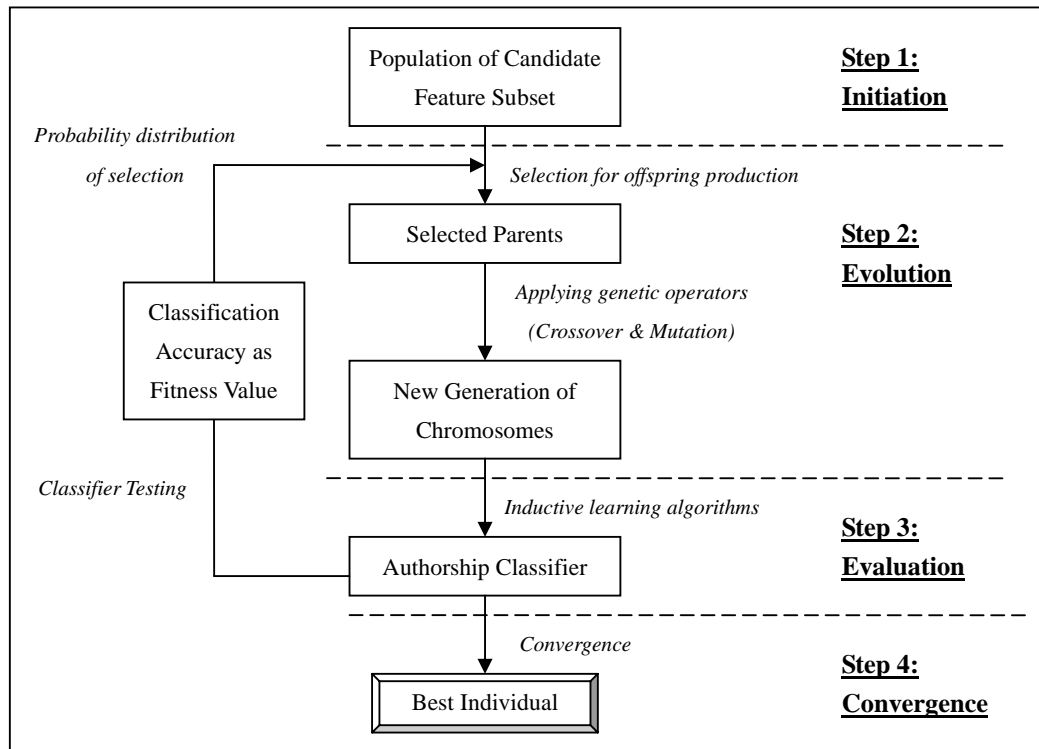 Population of Candidate
Feature Subset
Step 1:
Initiation
Probability distribution
of selection
Selection for offspring production
Selected Parents
Step 2:
Evolution
Applying genetic operators
(Crossover & Mutation)
Classification
Accuracy as
Fitness Value
New Generation of
Chromosomes
Classifier Testing
Inductive learning algorithms
Step 3:
Evaluation
Authorship Classifier
Convergence
Step 4:
Convergence
Best Individual